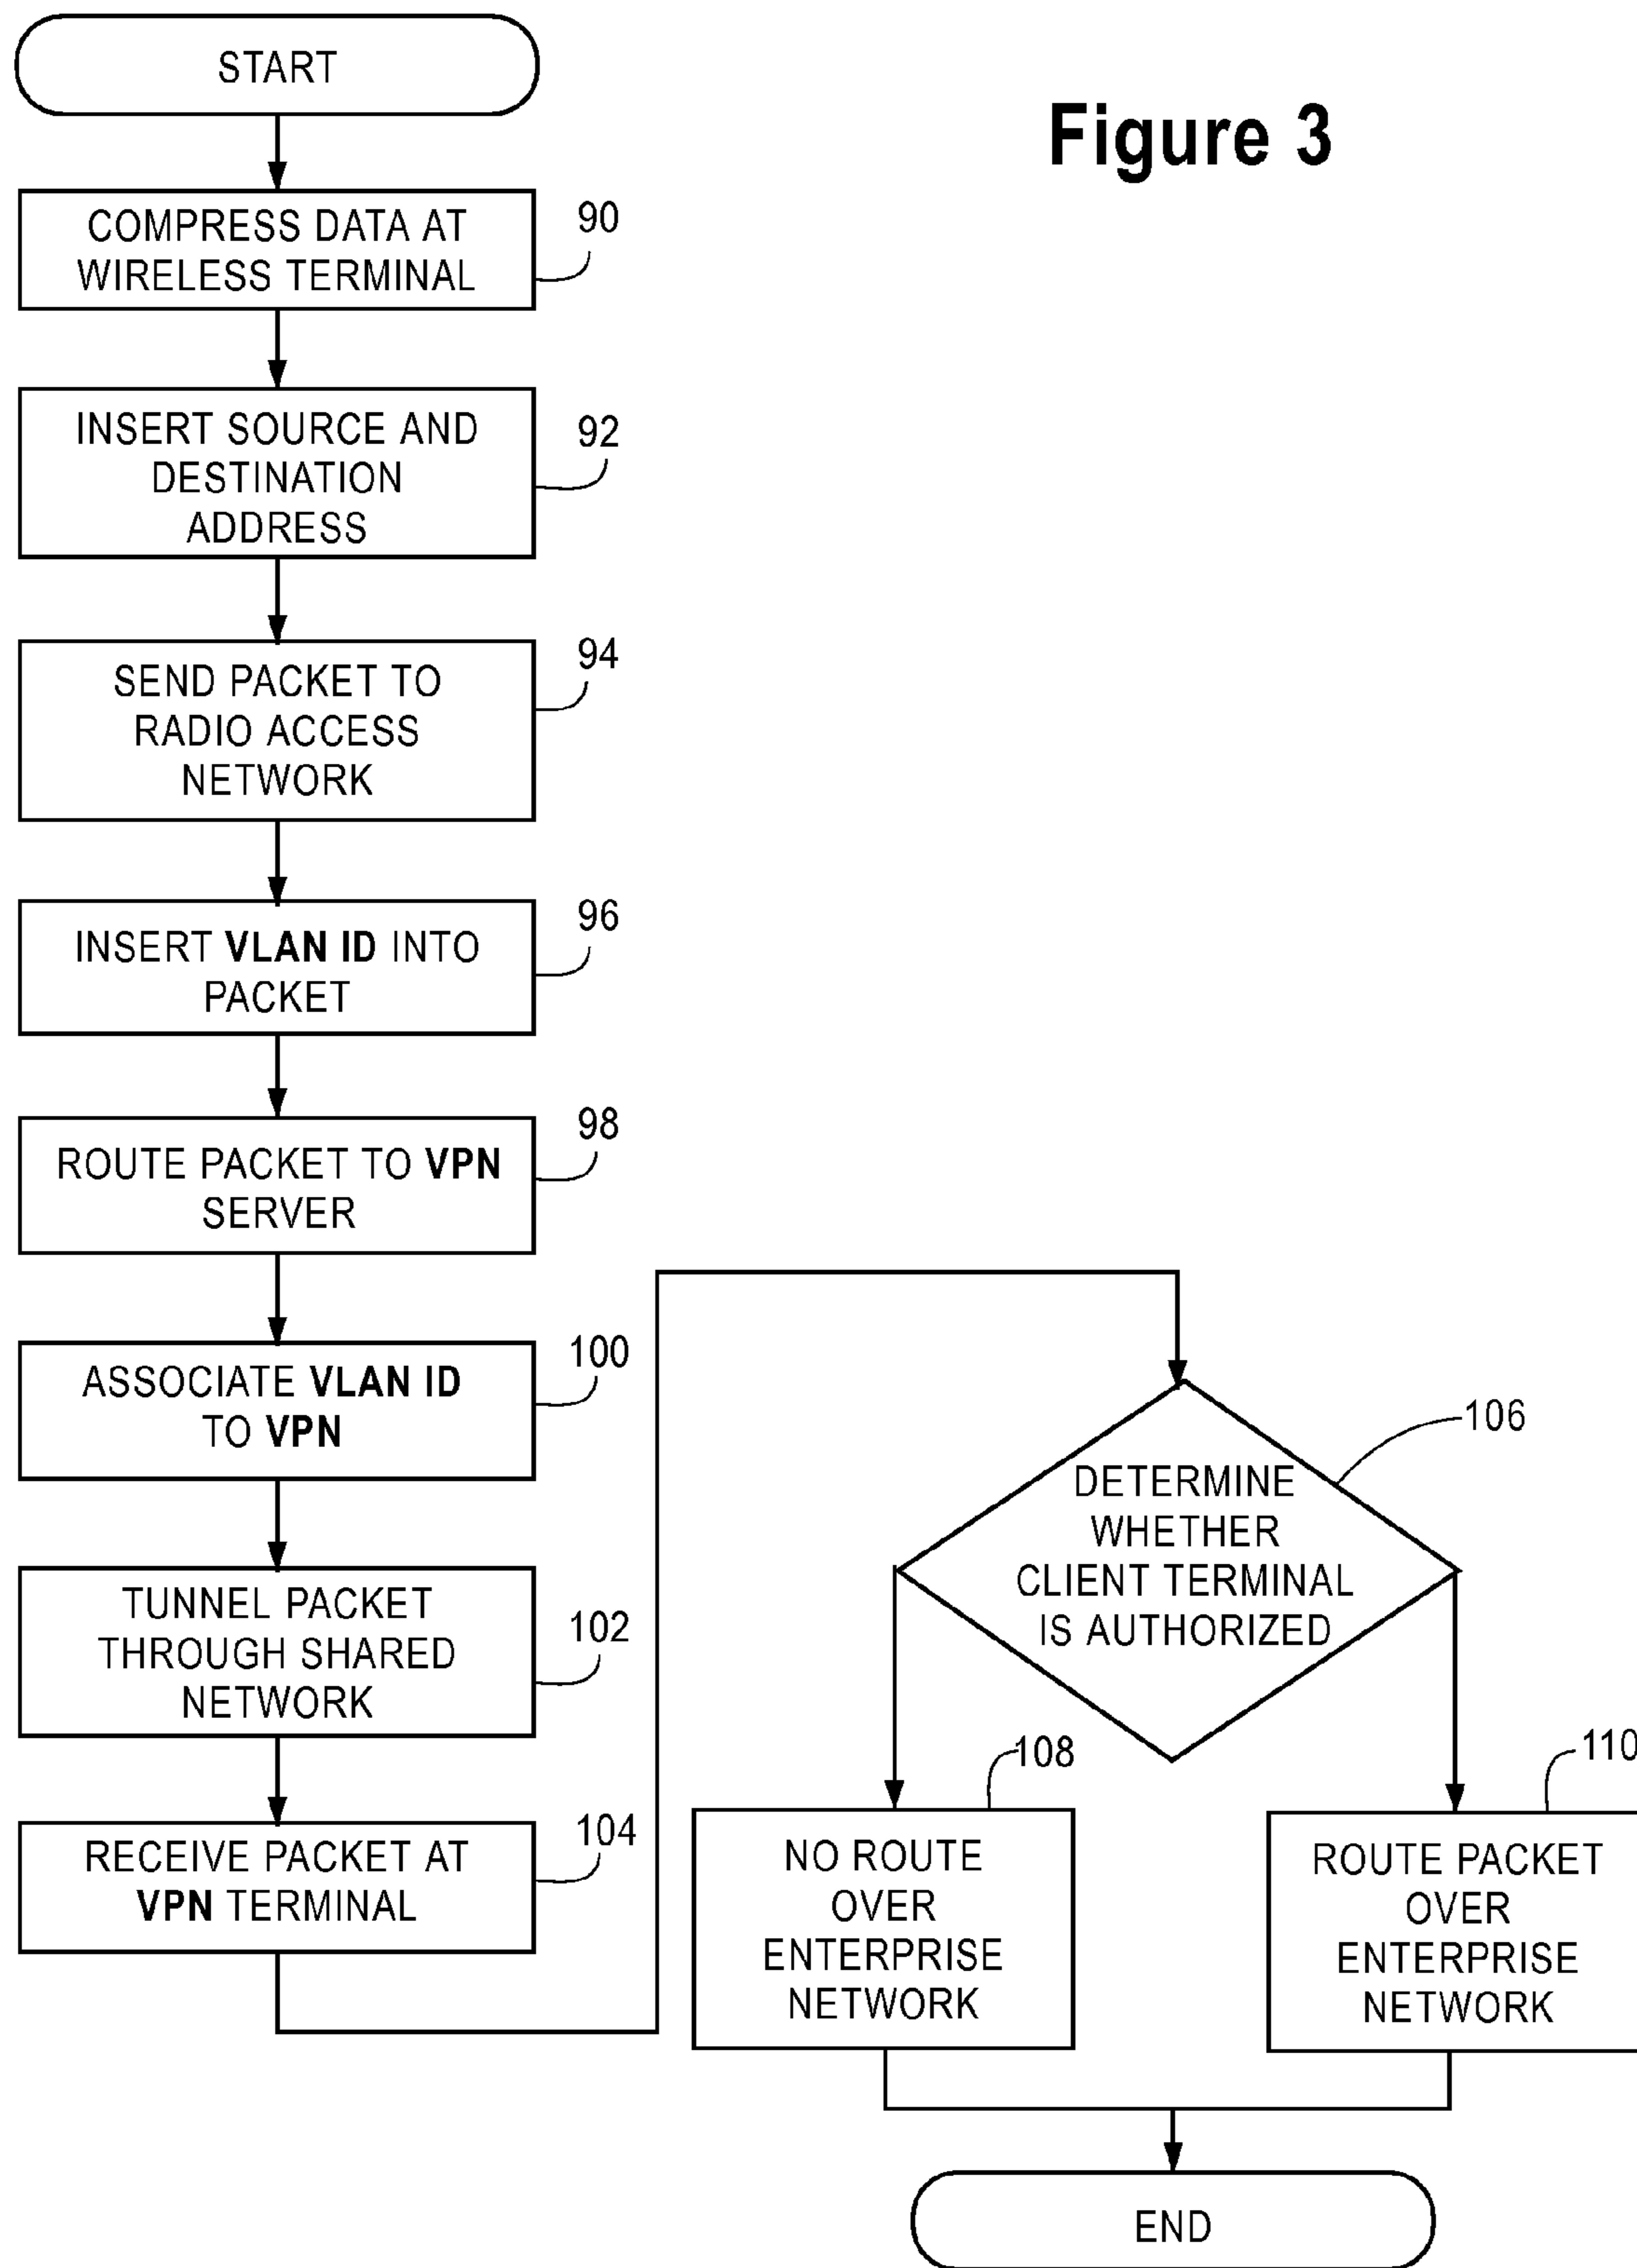 START
Figure 3
COMPRESS DATA AT
WIRELESS TERMINAL
90
INSERT SOURCE AND
DESTINATION
ADDRESS
92
SEND PACKET TO
RADIO ACCESS
NETWORK
94
INSERT VLAN ID INTO
PACKET
96
ROUTE PACKET TO VPN
SERVER
98
ASSOCIATE VLAN ID
TO VPN
100
TUNNEL PACKET
THROUGH SHARED
NETWORK
102
RECEIVE PACKET AT
VPN TERMINAL
104
DETERMINE
WHETHER
CLIENT TERMINAL
IS AUTHORIZED
106
NO ROUTE
OVER
ENTERPRISE
NETWORK
108
ROUTE PACKET
OVER
ENTERPRISE
NETWORK
110
END